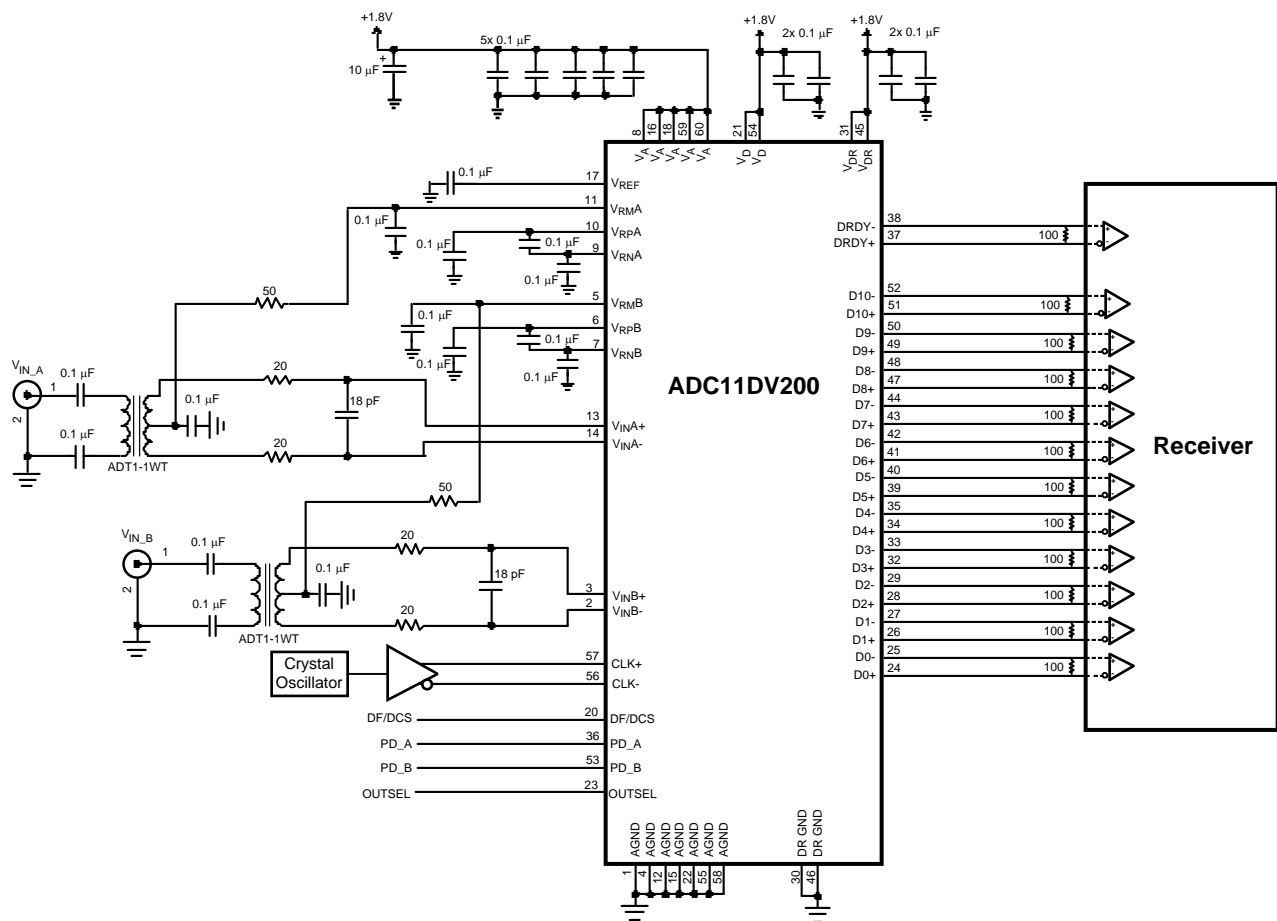 +1.8V
+1.8V
+1.8V
5x 0.1 µF
2x 0.1 µF
2x 0.1 µF
+
10 µF
8
16
18
59
60
21
54
31
45
VA
VA
VA
VA
VA
VD
VD
VDR
VDR
0.1 µF
17
VREF
11
VRMA
0.1 µF
10
VRPA
0.1 µF
0.1 µF
9
VRNA
0.1 µF
50
5
VRMB
0.1 µF
6
VRPB
0.1 µF
0.1 µF
7
VRNB
0.1 µF
VIN_A
1
2
0.1 µF
0.1 µF
ADT1-1WT
0.1 µF
20
20
18 pF
13
VINA+
14
VINA-
50
VIN_B
1
2
0.1 µF
0.1 µF
ADT1-1WT
0.1 µF
20
20
18 pF
3
VINB+
2
VINB-
Crystal
Oscillator
57
CLK+
56
CLK-
DF/DCS
20
DF/DCS
PD_A
36
PD_A
PD_B
53
PD_B
OUTSEL
23
OUTSEL
ADC11DV200
AGND
AGND
AGND
AGND
AGND
AGND
AGND
1
4
12
15
22
55
58
DR GND
DR GND
30
46
DRDY-
38
DRDY+
37
100
+
-
D10-
52
D10+
51
100
+
-
D9-
50
D9+
49
100
+
-
D8-
48
D8+
47
100
+
-
D7-
44
D7+
43
100
+
-
D6-
42
D6+
41
100
+
-
D5-
40
D5+
39
100
+
-
D4-
35
D4+
34
100
+
-
D3-
33
D3+
32
100
+
-
D2-
29
D2+
28
100
+
-
D1-
27
D1+
26
100
+
-
D0-
25
D0+
24
100
+
-
Receiver